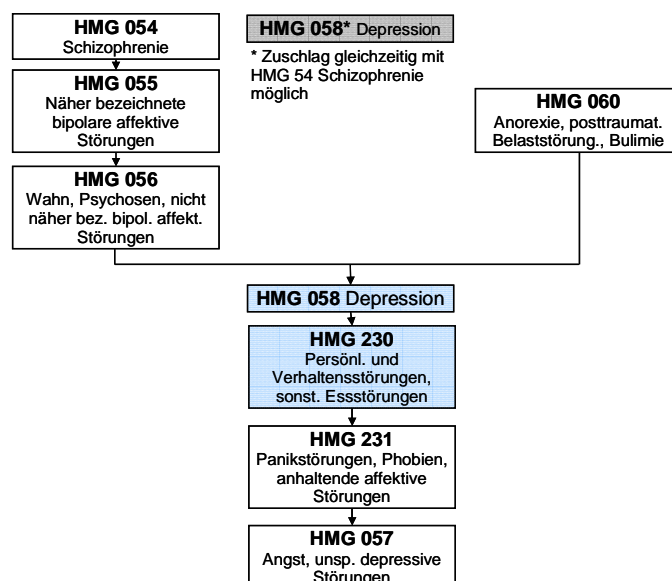 HMG 054
Schizophrenie
HMG 055
Näher bezeichnete
bipolare affektive
Störungen
HMG 056
Wahn, Psychosen, nicht
näher bez. bipol. affekt.
Störungen
HMG 058* Depression
* Zuschlag gleichzeitig mit
HMG 54 Schizophrenie
möglich
HMG 060
Anorexie, posttraumat.
Belaststörung., Bulimie
HMG 058 Depression
HMG 230
Persönl. und
Verhaltensstörungen,
sonst. Essstörungen
HMG 231
Panikstörungen, Phobien,
anhaltende affektive
Störungen
HMG 057
Angst, unsp. depressive
Störungen